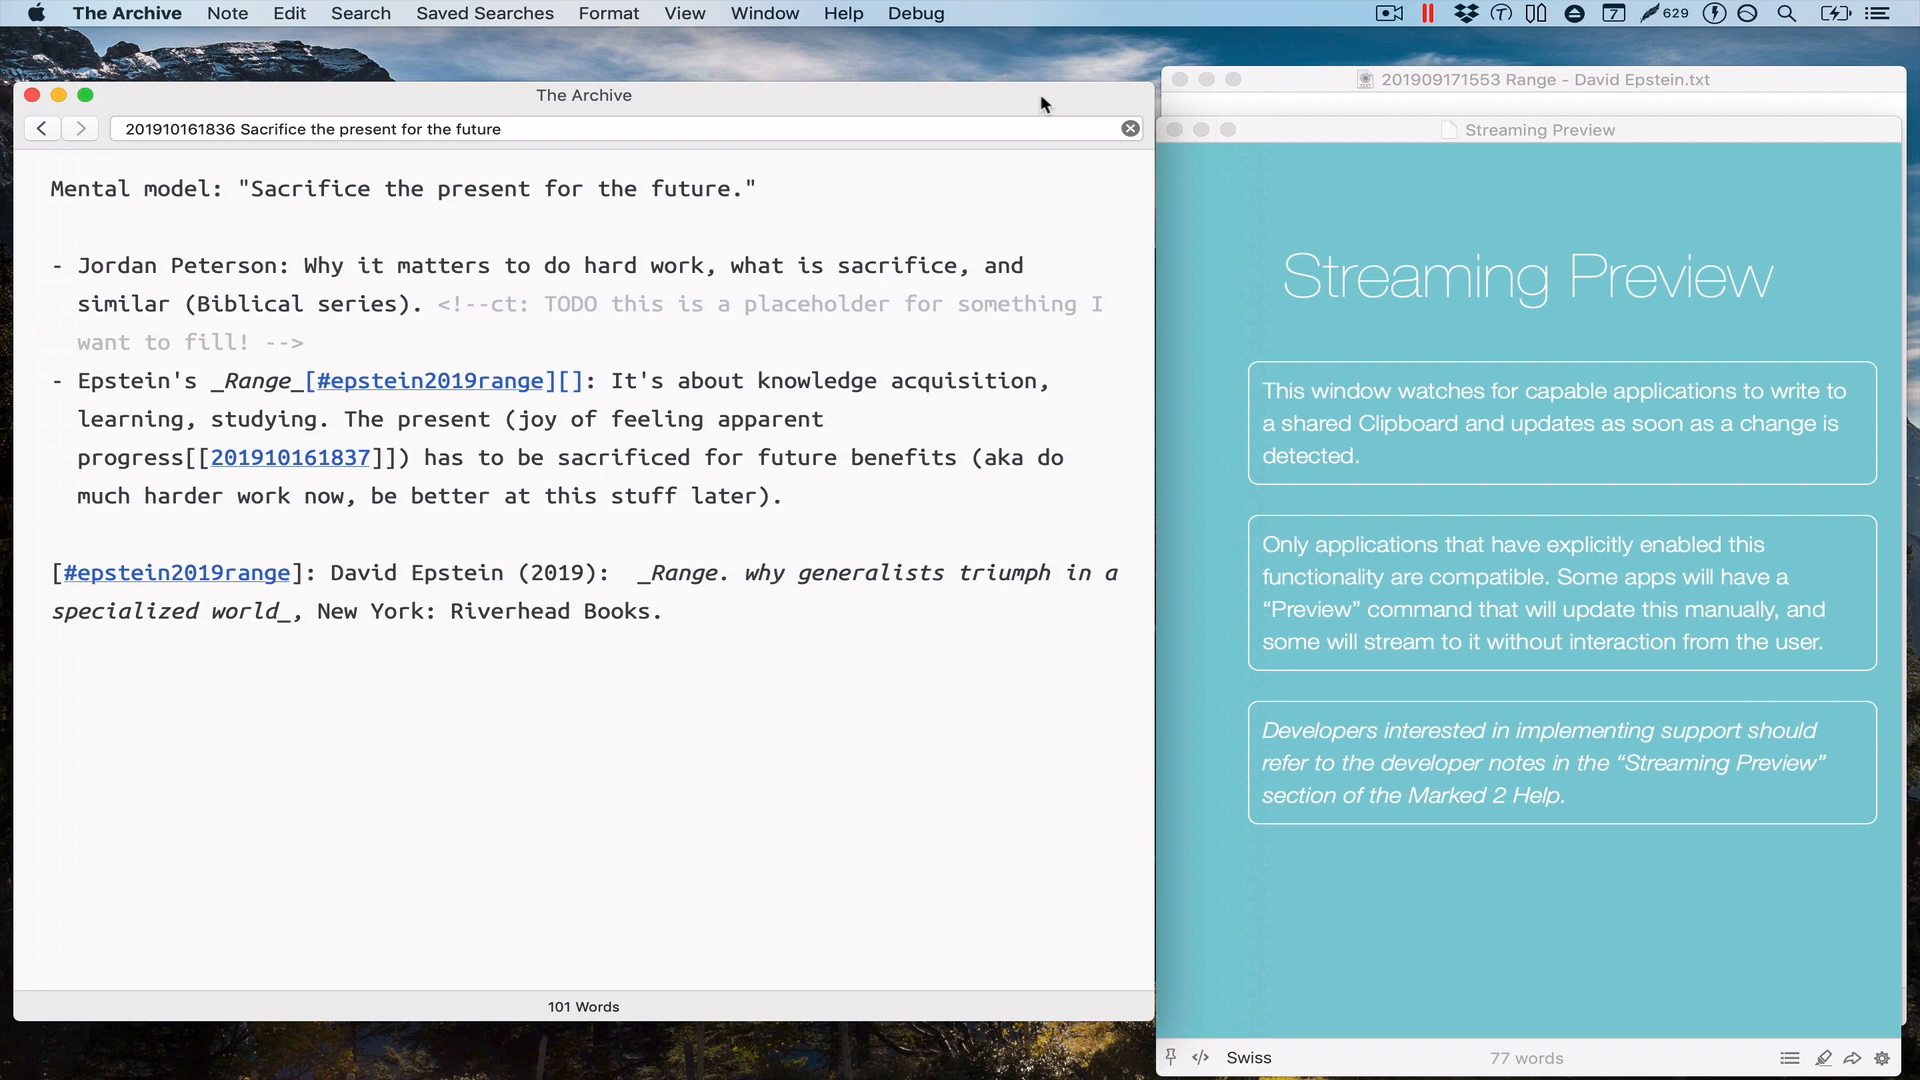 The Archive Note Edit Search Saved Searches Format View Window Help Debug
7 629
The Archive
201910161836 Sacrifice the present for the future
Mental model: "Sacrifice the present for the future."
- Jordan Peterson: Why it matters to do hard work, what is sacrifice, and
similar (Biblical series). <!--ct: TODO this is a placeholder for something I
want to fill! -->
- Epstein's _Range_[#epstein2019range][]: It's about knowledge acquisition,
learning, studying. The present (joy of feeling apparent
progress[[201910161837]]) has to be sacrificed for future benefits (aka do
much harder work now, be better at this stuff later).
[#epstein2019range]: David Epstein (2019):  _Range. why generalists triumph in a
specialized world_, New York: Riverhead Books.
101 Words
201909171553 Range - David Epstein.txt
Streaming Preview
Streaming Preview
This window watches for capable applications to write to
a shared Clipboard and updates as soon as a change is
detected.
Only applications that have explicitly enabled this
functionality are compatible. Some apps will have a
“Preview” command that will update this manually, and
some will stream to it without interaction from the user.
Developers interested in implementing support should
refer to the developer notes in the “Streaming Preview”
section of the Marked 2 Help.
Swiss
77 words